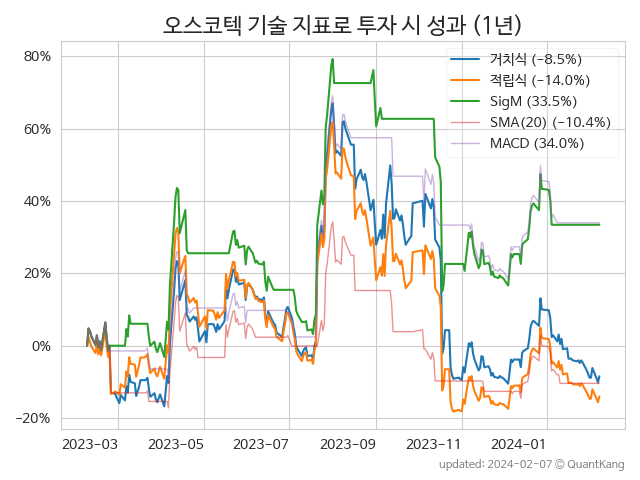 오스코텍 기술 지표로 투자 시 성과 (1년)
거치식 (−8.5%)
적립식 (−14.0%)
SigM (33.5%)
SMA(20) (−10.4%)
MACD (34.0%)
80%
60%
40%
20%
0%
−20%
2023-03 2023-05 2023-07 2023-09 2023-11 2024-01
updated: 2024-02-07 © QuantKang